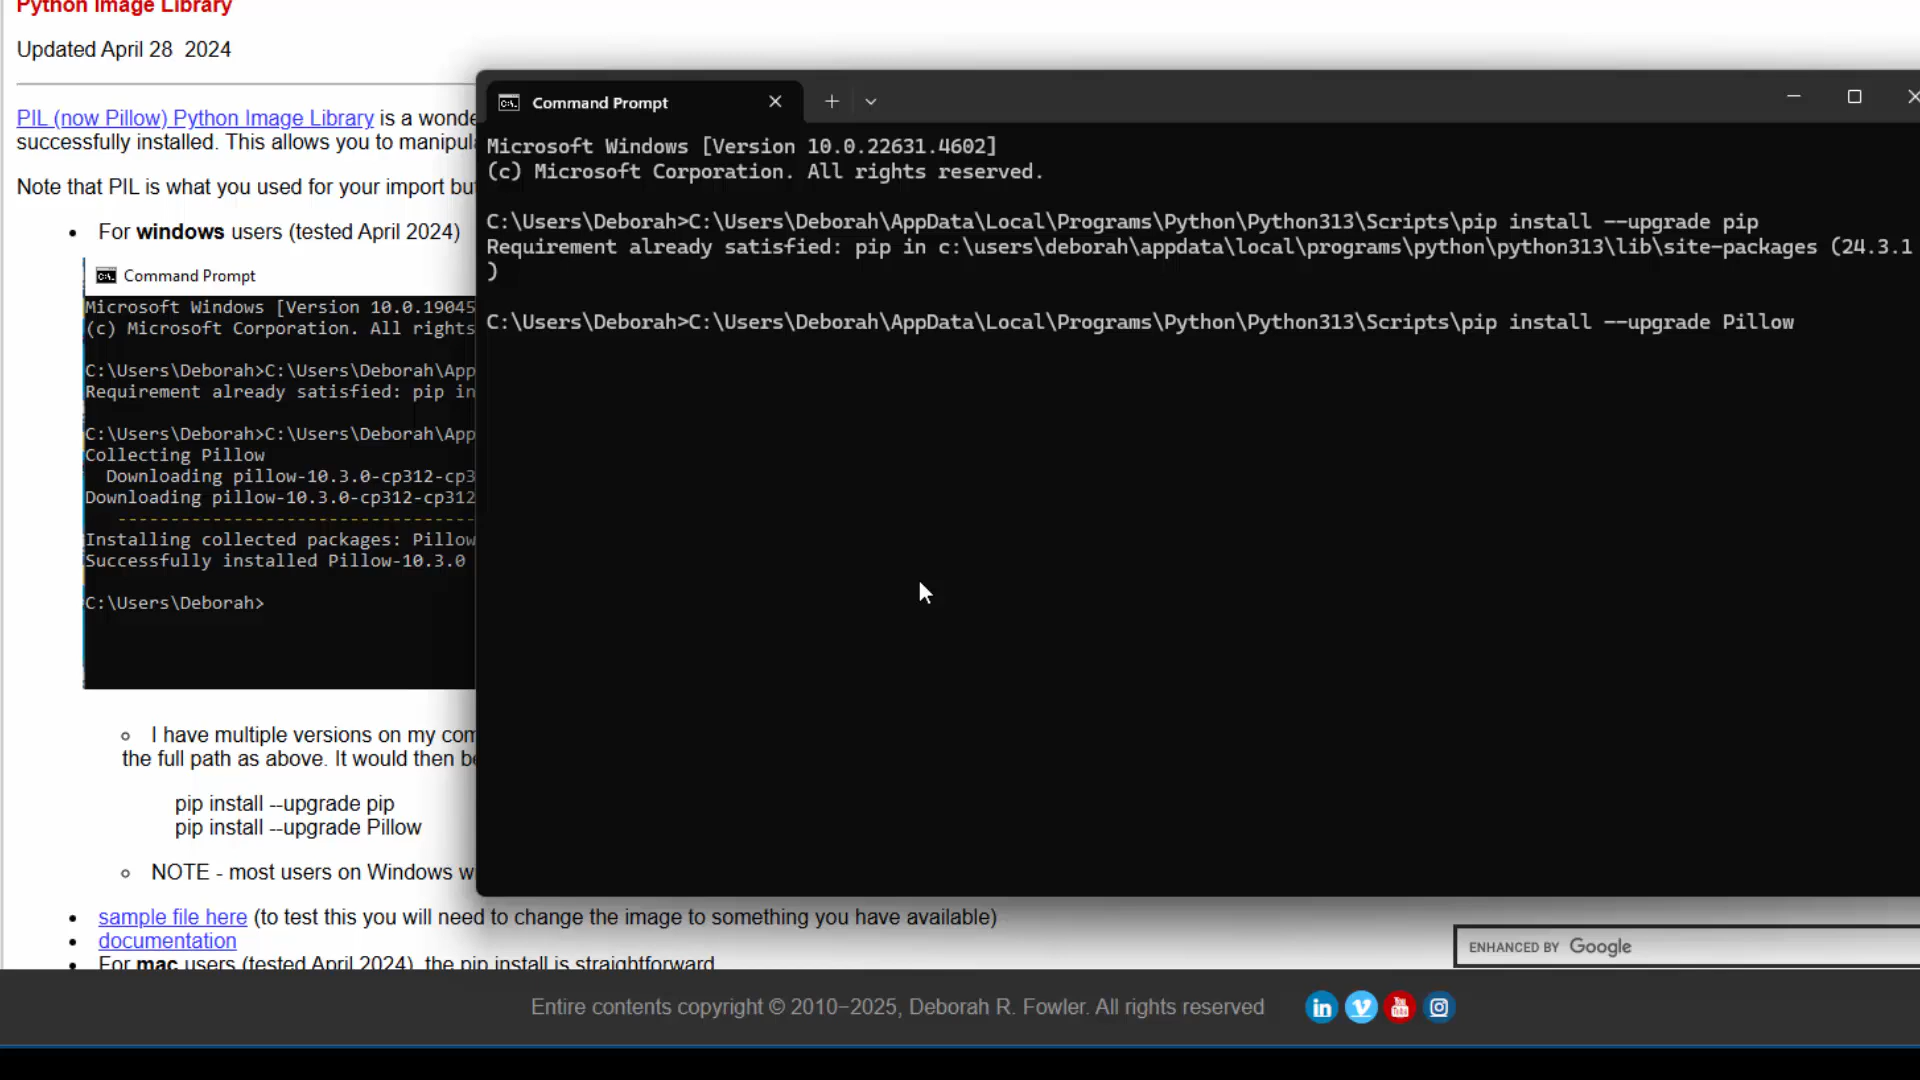 Python Image Library
Updated April 28  2024
PIL (now Pillow) Python Image Library is a wonde
successfully installed. This allows you to manipul
Note that PIL is what you used for your import bu
For windows users (tested April 2024)
Command Prompt
Microsoft Windows [Version 10.0.19045
(c) Microsoft Corporation. All rights
C:\Users\Deborah>C:\Users\Deborah\App
Requirement already satisfied: pip in
C:\Users\Deborah>C:\Users\Deborah\App
Collecting Pillow
Downloading pillow-10.3.0-cp312-cp3
Downloading pillow-10.3.0-cp312-cp312
Installing collected packages: Pillow
Successfully installed Pillow-10.3.0
C:\Users\Deborah>
I have multiple versions on my com
the full path as above. It would then be
pip install --upgrade pip
pip install --upgrade Pillow
NOTE - most users on Windows w
sample file here (to test this you will need to change the image to something you have available)
documentation
For mac users (tested April 2024), the pip install is straightforward
Command Prompt
Microsoft Windows [Version 10.0.22631.4602]
(c) Microsoft Corporation. All rights reserved.
C:\Users\Deborah>C:\Users\Deborah\AppData\Local\Programs\Python\Python313\Scripts\pip install --upgrade pip
Requirement already satisfied: pip in c:\users\deborah\appdata\local\programs\python\python313\lib\site-packages (24.3.1
)
C:\Users\Deborah>C:\Users\Deborah\AppData\Local\Programs\Python\Python313\Scripts\pip install --upgrade Pillow
ENHANCED BY Google
Entire contents copyright © 2010–2025, Deborah R. Fowler. All rights reserved